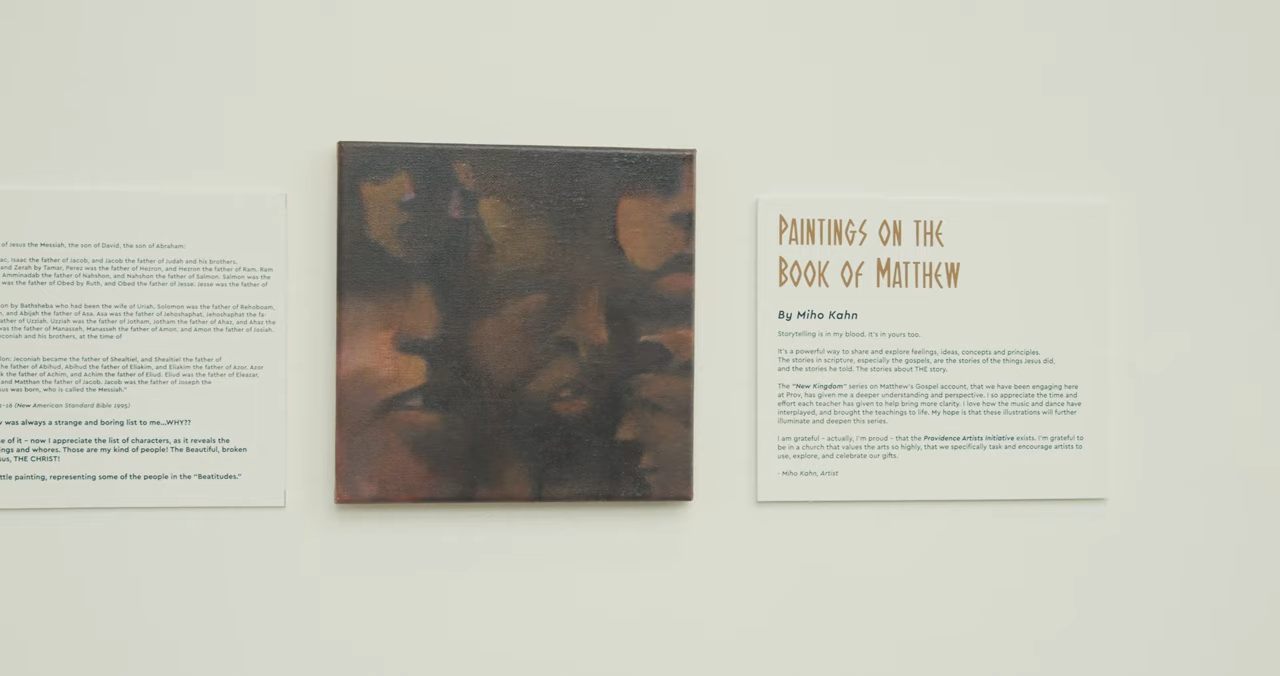 of Jesus the Messiah, the son of David, the son of Abraham:
Isaac the father of Jacob, and Jacob the father of Judah and his brothers.
and Zerah by Tamar, Perez was the father of Hezron, and Hezron the father of Ram. Ram
Amminadab the father of Nahshon, and Nahshon the father of Salmon. Salmon was the
was the father of Obed by Ruth, and Obed the father of Jesse. Jesse was the father of
by Bathsheba who had been the wife of Uriah. Solomon was the father of Rehoboam,
and Abijah the father of Asa. Asa was the father of Jehoshaphat, Jehoshaphat the fa-
of Uzziah. Uzziah was the father of Jotham, Jotham the father of Ahaz, and Ahaz the
was the father of Manasseh, Manasseh the father of Amon, and Amon the father of Josiah.
and his brothers, at the time of
Jeconiah became the father of Shealtiel, and Shealtiel the father of
the father of Abihud, Abihud the father of Eliakim, and Eliakim the father of Azor. Azor
the father of Achim, and Achim the father of Eliud. Eliud was the father of Eleazar,
and Matthan the father of Jacob. Jacob was the father of Joseph the
was born, who is called the Messiah."
(New American Standard Bible 1995)
was always a strange and boring list to me...WHY??
of it – now I appreciate the list of characters, as it reveals the
and whores. Those are my kind of people! The Beautiful, broken
THE CHRIST!
painting, representing some of the people in the "Beatitudes."
PAINTINGS ON THE
BOOK OF MATTHEW
By Miho Kahn
Storytelling is in my blood. It's in yours too.
It's a powerful way to share and explore feelings, ideas, concepts and principles.
The stories in scripture, especially the gospels, are the stories of the things Jesus did,
and the stories he told. The stories about THE story.
The "New Kingdom" series on Matthew's Gospel account, that we have been engaging here
at Prov, has given me a deeper understanding and perspective. I so appreciate the time and
effort each teacher has given to help bring more clarity. I love how the music and dance have
interplayed, and brought the teachings to life. My hope is that these illustrations will further
illuminate and deepen this series.
I am grateful – actually, I'm proud – that the Providence Artists Initiative exists. I'm grateful to
be in a church that values the arts so highly, that we specifically task and encourage artists to
use, explore, and celebrate our gifts.
- Miho Kahn, Artist